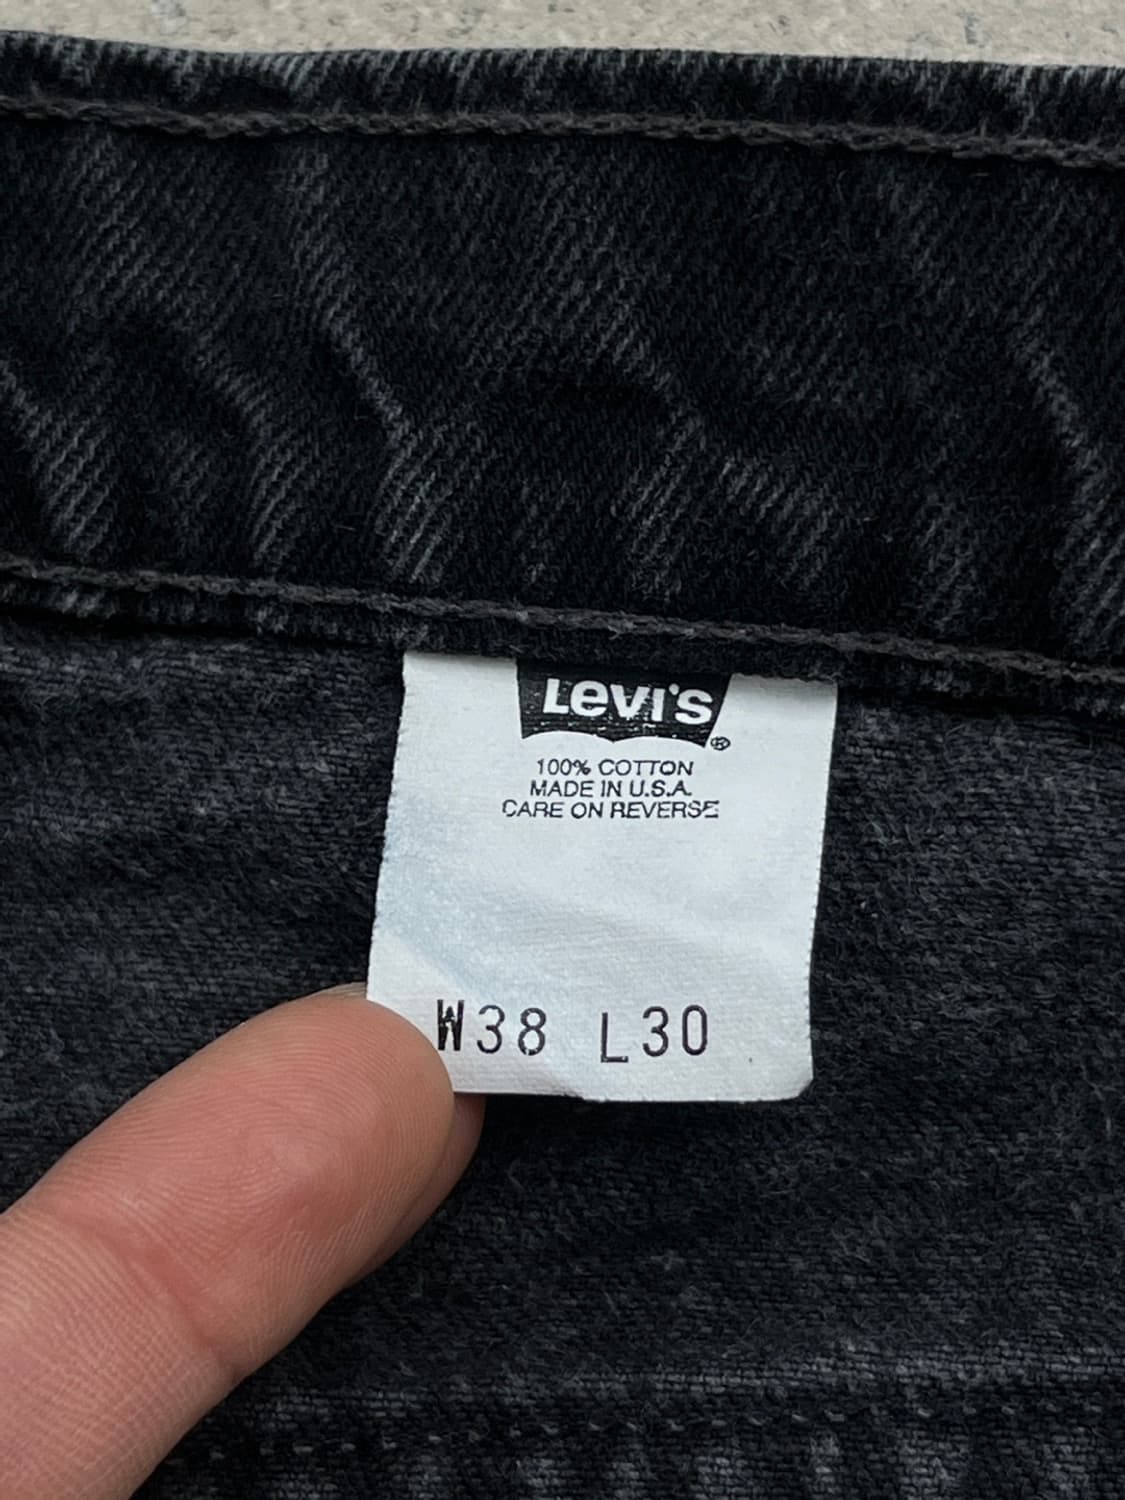 Levi's®
100% COTTON
MADE IN U.S.A.
CARE ON REVERSE
W38 L30